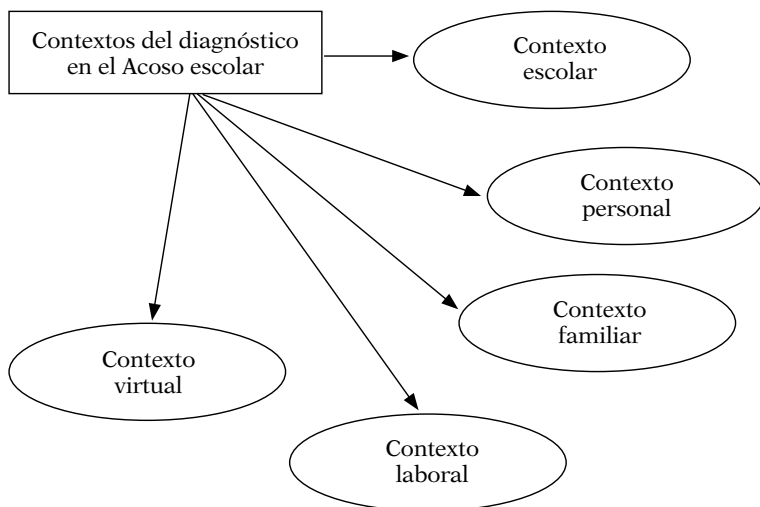 Contextos del diagnóstico
en el Acoso escolar
Contexto
escolar
Contexto
personal
Contexto
familiar
Contexto
virtual
Contexto
laboral